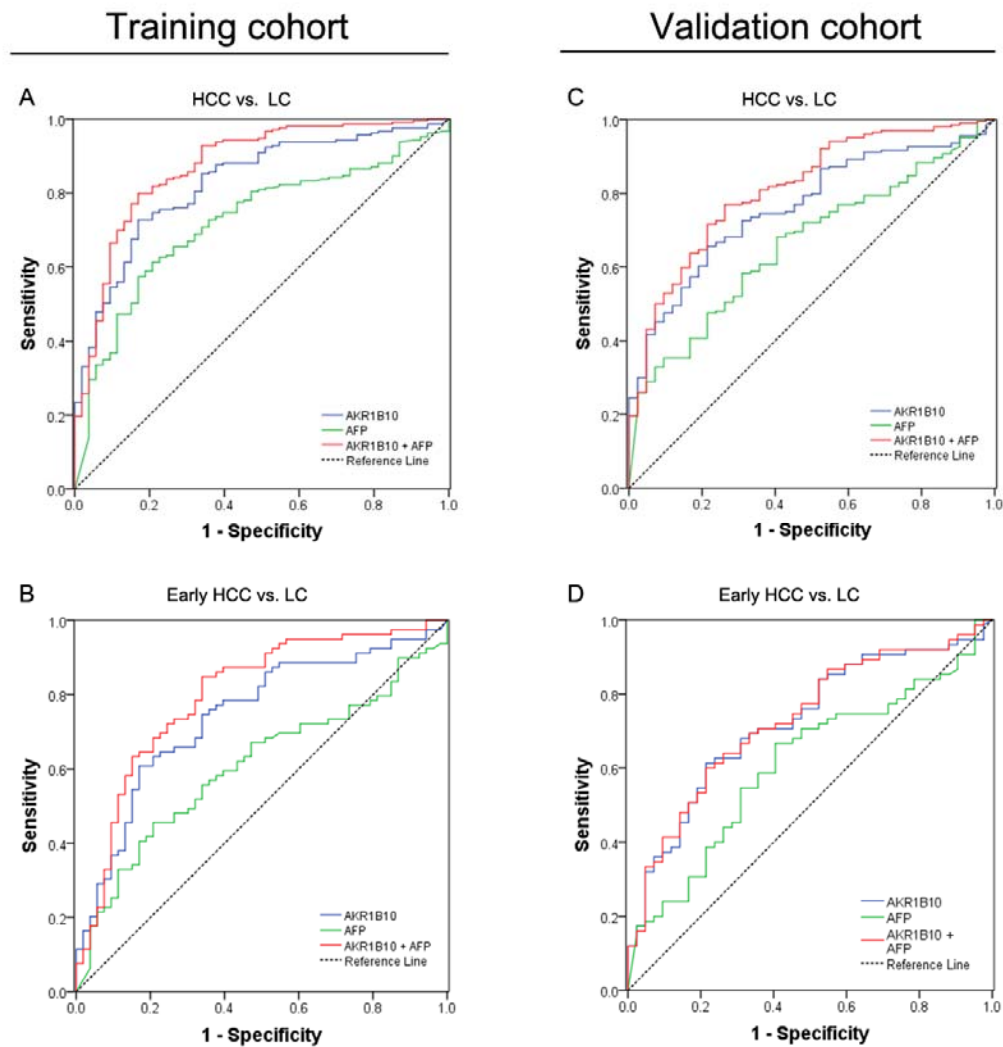 Training cohort
Validation cohort
A
HCC vs. LC
1.0
0.8
0.6
0.4
0.2
0.0
Sensitivity
AKR1B10
AFP
AKR1B10 + AFP
Reference Line
0.0 0.2 0.4 0.6 0.8 1.0
1 - Specificity
C
HCC vs. LC
1.0
0.8
0.6
0.4
0.2
0.0
Sensitivity
AKR1B10
AFP
AKR1B10 + AFP
Reference Line
0.0 0.2 0.4 0.6 0.8 1.0
1 - Specificity
B
Early HCC vs. LC
1.0
0.8
0.6
0.4
0.2
0.0
Sensitivity
AKR1B10
AFP
AKR1B10 + AFP
Reference Line
0.0 0.2 0.4 0.6 0.8 1.0
1 - Specificity
D
Early HCC vs. LC
1.0
0.8
0.6
0.4
0.2
0.0
Sensitivity
AKR1B10
AFP
AKR1B10 +
AFP
Reference Line
0.0 0.2 0.4 0.6 0.8 1.0
1 - Specificity